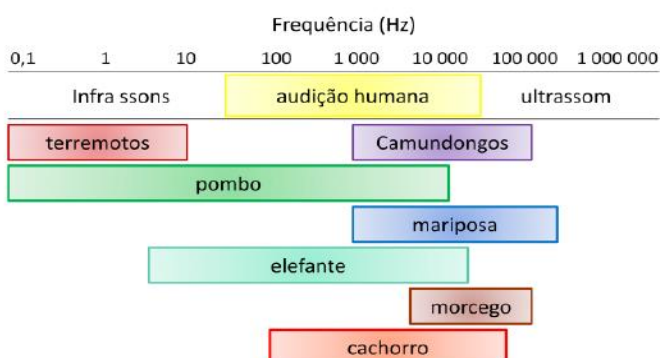 Frequência (Hz)
0,1 1 10 100 1 000 10 000 100 000 1 000 000
Infra ssons audição humana ultrassom
terremotos Camundongos
pombo
mariposa
elefante
morcego
cachorro